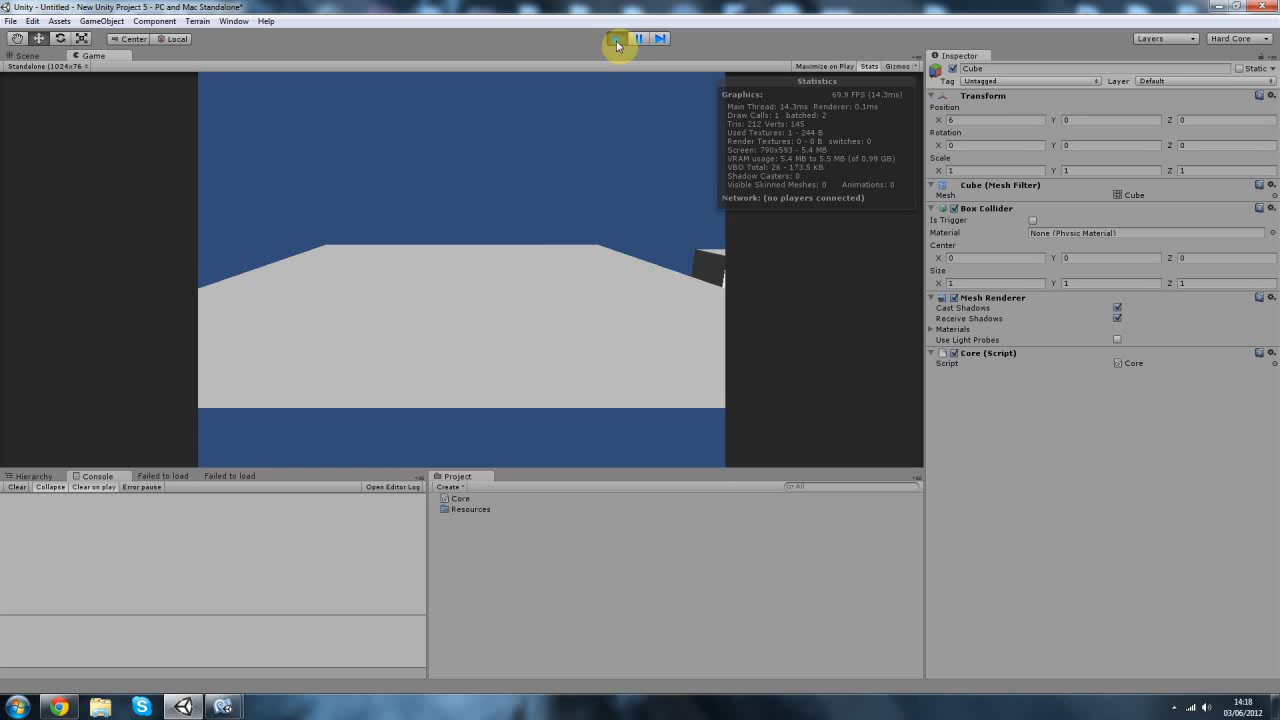 Unity - Untitled - New Unity Project 5 - PC and Mac Standalone*
File Edit Assets GameObject Component Terrain Window Help
Center Local Layers Hard Core
Scene Game Inspector
Standalone (1024x76 Maximize on Play Stats Gizmos
Cube Static
Tag Untagged Layer Default
Statistics
Graphics: 69.9 FPS (14.3ms)
Main Thread: 14.3ms Renderer: 0.1ms
Draw Calls: 1 batched: 2
Tris: 212 Verts: 145
Used Textures: 1 - 244 B
Render Textures: 0 - 0 B switches: 0
Screen: 790x593 - 5.4 MB
VRAM usage: 5.4 MB to 5.5 MB (of 0.99 GB)
VBO Total: 26 - 173.5 KB
Shadow Casters: 0
Visible Skinned Meshes: 0 Animations: 0
Network: (no players connected)
Transform
Position
X 6 Y 0 Z 0
Rotation
X 0 Y 0 Z 0
Scale
X 1 Y 1 Z 1
Cube (Mesh Filter)
Mesh Cube
Box Collider
Is Trigger
Material None (Physic Material)
Center
X 0 Y 0 Z 0
Size
X 1 Y 1 Z 1
Mesh Renderer
Cast Shadows
Receive Shadows
Materials
Use Light Probes
Core (Script)
Script Core
Hierarchy Console Failed to load Failed to load
Clear Collapse Clear on play Error pause Open Editor Log
Project
Create All
Core
Resources
14:18
03/06/2012